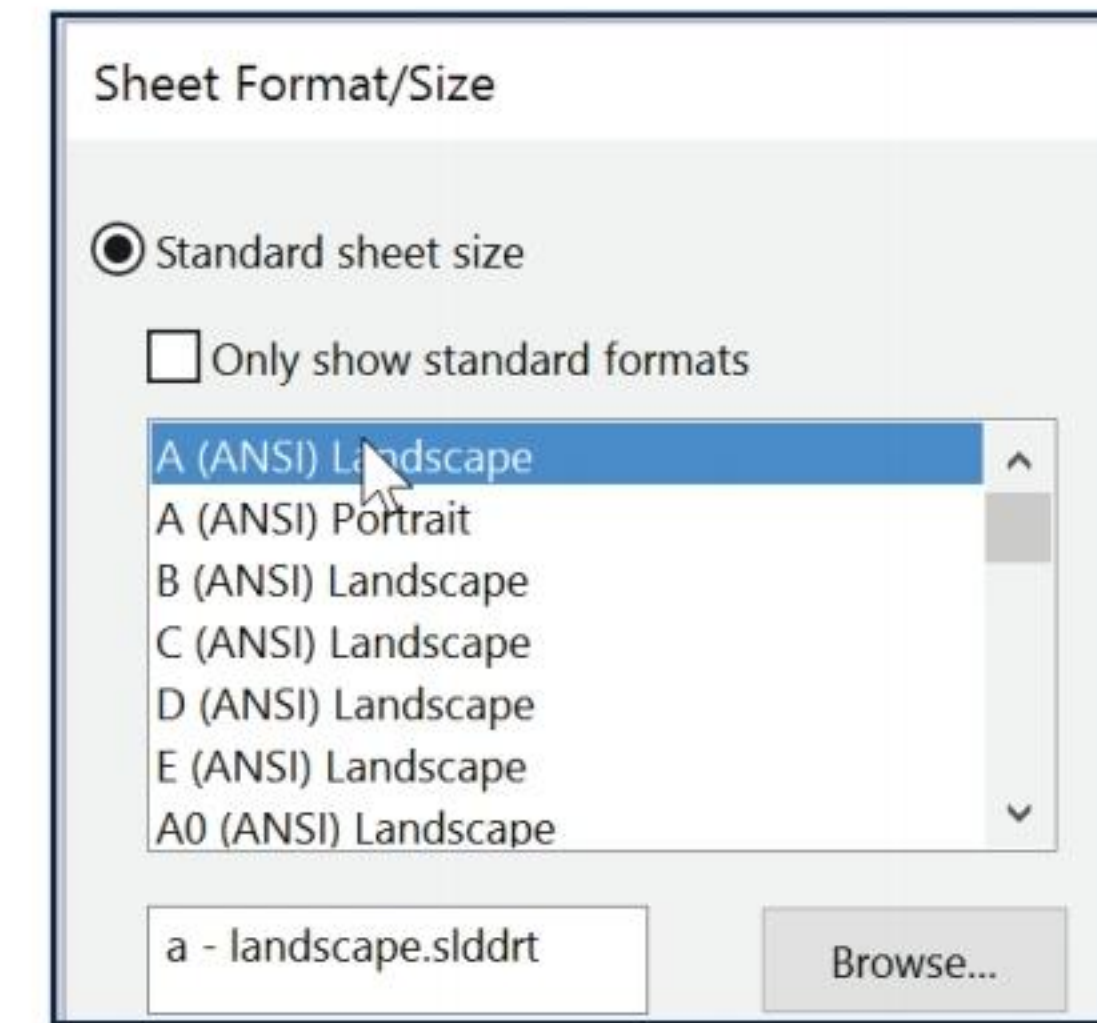 Sheet Format/Size
Standard sheet size
Only show standard formats
A (ANSI) Landscape
A (ANSI) Portrait
B (ANSI) Landscape
C (ANSI) Landscape
D (ANSI) Landscape
E (ANSI) Landscape
A0 (ANSI) Landscape
a - landscape.slddrt
Browse...